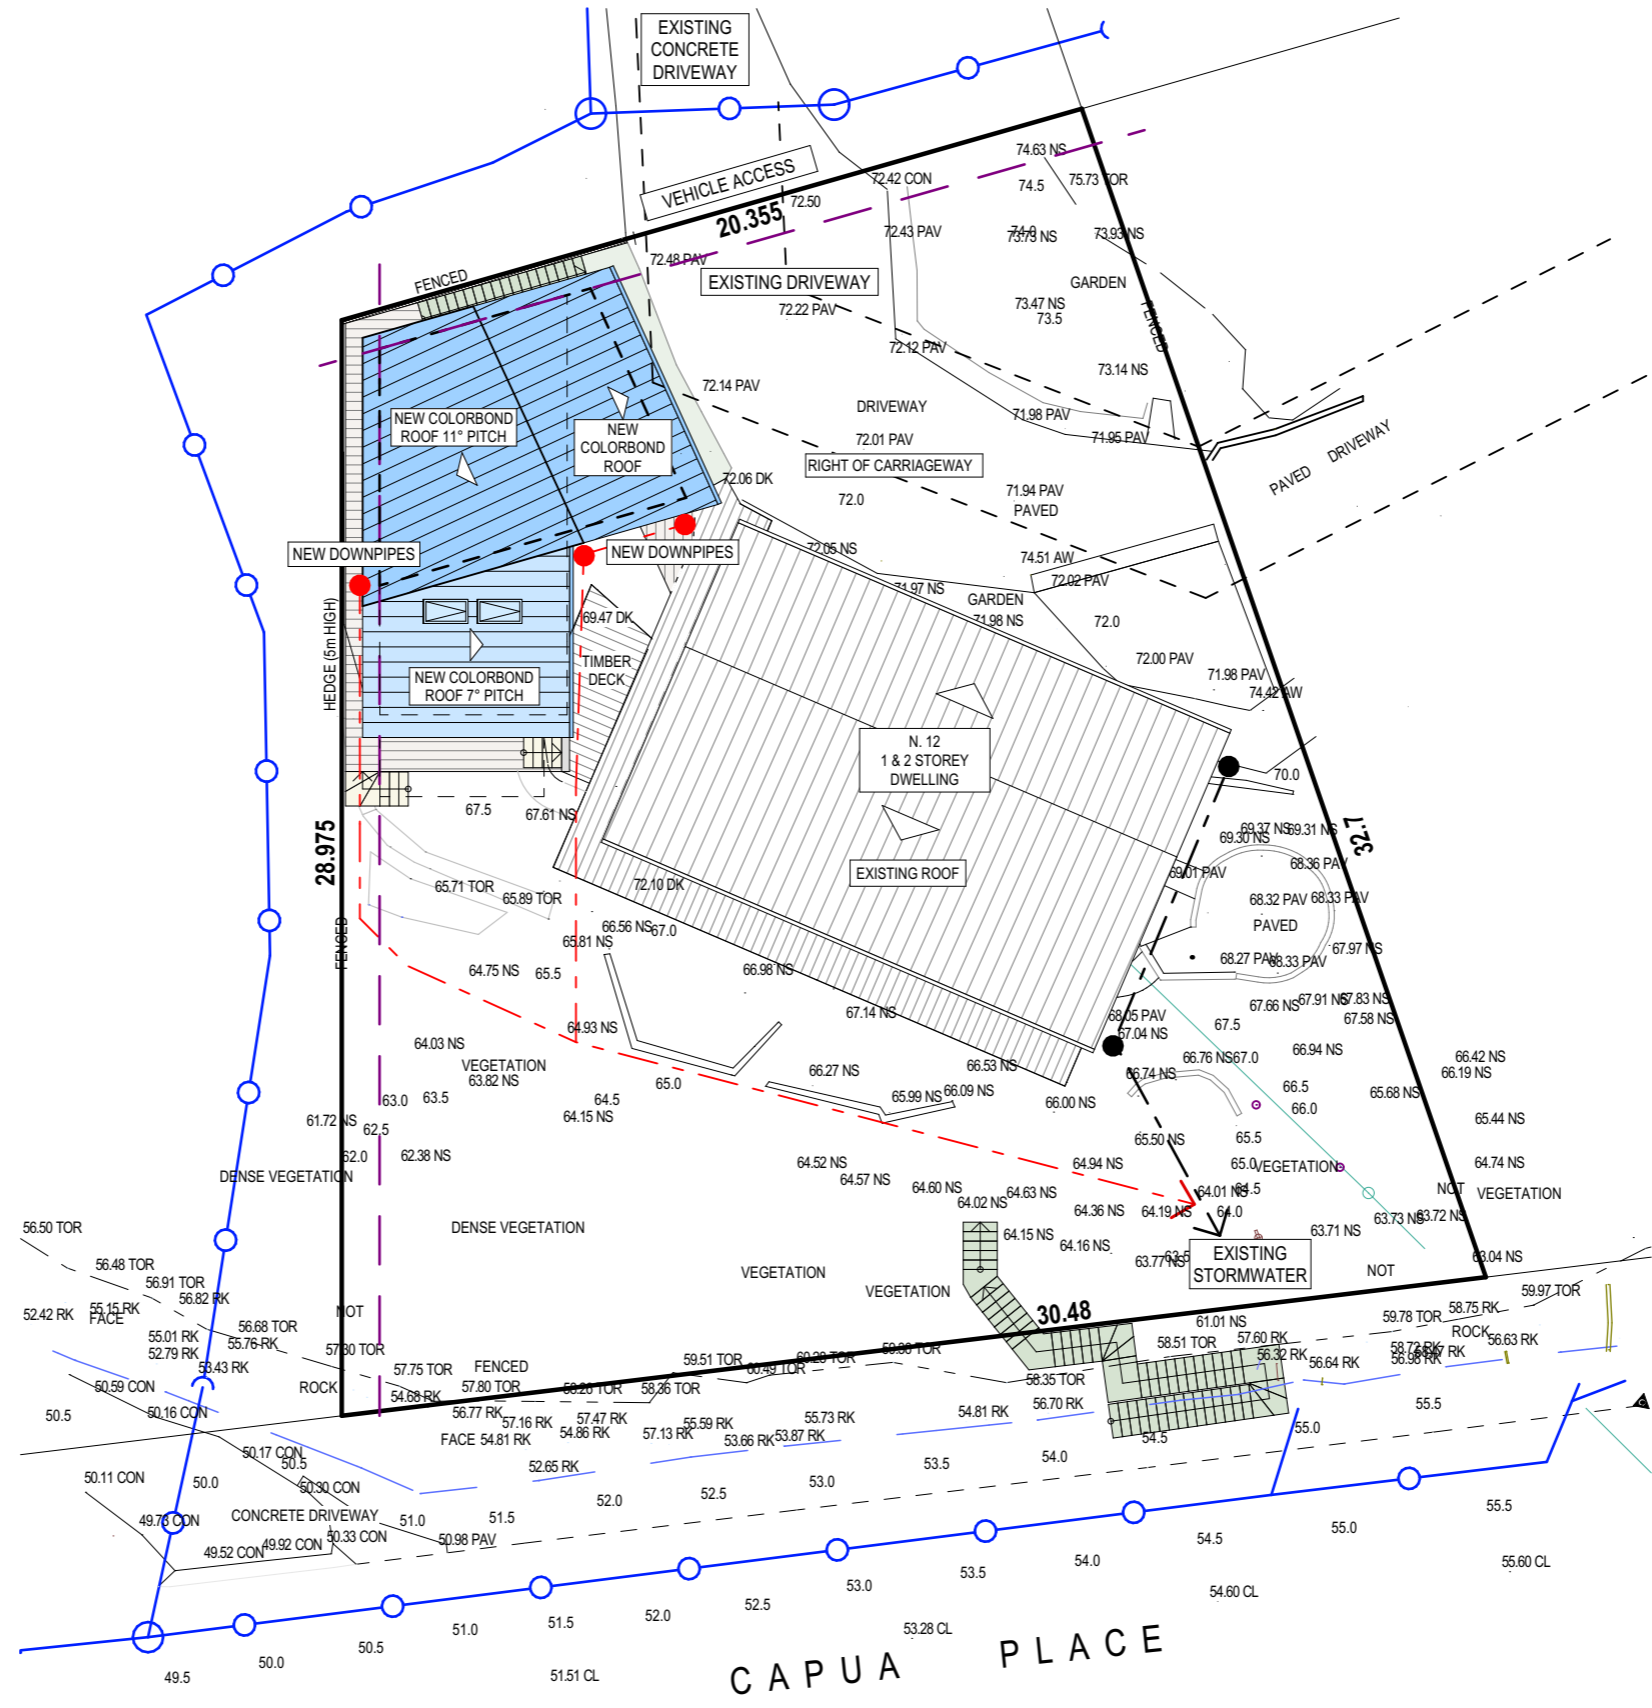 EXISTING
CONCRETE
DRIVEWAY
VEHICLE ACCESS
20.355
72.50
72.42 CON
74.63 NS
74.5
75.73 TOR
72.43 PAV
74.0
73.73 NS
73.93 NS
FENCED
72.48 PAV
EXISTING DRIVEWAY
GARDEN
72.22 PAV
73.47 NS
73.5
FENCED
72.12 PAV
73.14 NS
72.14 PAV
DRIVEWAY
71.98 PAV
NEW COLORBOND
ROOF 11° PITCH
NEW
COLORBOND
ROOF
72.01 PAV
71.95 PAV
PAVED DRIVEWAY
RIGHT OF CARRIAGEWAY
72.06 DK
72.0
71.94 PAV
PAVED
NEW DOWNPIPES
NEW DOWNPIPES
72.05 NS
74.51 AW
72.02 PAV
71.97 NS
GARDEN
71.98 NS
72.0
HEDGE (5m HIGH)
69.47 DK
TIMBER
DECK
72.00 PAV
71.98 PAV
74.42 AW
NEW COLORBOND
ROOF 7° PITCH
N. 12
1 & 2 STOREY
DWELLING
70.0
67.5
67.61 NS
28.975
32.7
69.37 NS
69.31 NS
69.30 NS
EXISTING ROOF
69.01 PAV
68.36 PAV
65.71 TOR
65.89 TOR
72.10 DK
68.32 PAV
68.33 PAV
PAVED
66.56 NS
67.0
65.81 NS
FENCED
67.97 NS
68.27 PAV
68.33 PAV
64.75 NS
65.5
66.98 NS
67.66 NS
67.91 NS
67.83 NS
67.14 NS
68.05 PAV
67.5
67.58 NS
64.93 NS
67.04 NS
64.03 NS
VEGETATION
63.82 NS
66.76 NS
67.0
66.94 NS
66.42 NS
66.19 NS
66.53 NS
66.74 NS
66.27 NS
65.0
66.09 NS
65.99 NS
66.5
65.68 NS
63.0
63.5
64.5
64.15 NS
66.00 NS
66.0
65.44 NS
61.72 NS
62.5
65.50 NS
65.5
62.0
62.38 NS
64.52 NS
64.94 NS
65.0
VEGETATION
64.74 NS
DENSE VEGETATION
64.57 NS
64.60 NS
64.63 NS
64.01 NS
64.5
NOT
VEGETATION
64.02 NS
64.36 NS
64.19 NS
64.0
63.73 NS
63.72 NS
56.50 TOR
DENSE VEGETATION
64.15 NS
64.16 NS
63.71 NS
63.5
63.77 NS
EXISTING
STORMWATER
63.04 NS
56.48 TOR
VEGETATION
NOT
56.91 TOR
56.82 RK
VEGETATION
59.97 TOR
52.42 RK
55.15 RK
FACE
NOT
30.48
61.01 NS
59.78 TOR
58.75 RK
56.68 TOR
55.76 RK
55.01 RK
52.79 RK
58.51 TOR
57.60 RK
ROCK
56.63 RK
53.43 RK
57.75 TOR
FENCED
59.51 TOR
60.49 TOR
56.32 RK
56.64 RK
56.98 RK
50.59 CON
ROCK
54.68 RK
57.80 TOR
58.36 TOR
58.35 TOR
50.5
50.16 CON
56.77 RK
57.16 RK
57.47 RK
55.59 RK
55.73 RK
54.81 RK
56.70 RK
55.5
FACE
54.81 RK
54.86 RK
57.13 RK
53.66 RK
53.87 RK
54.5
55.0
50.17 CON
50.5
50.11 CON
50.0
50.30 CON
52.65 RK
53.5
54.0
53.0
52.5
52.0
CONCRETE DRIVEWAY
51.5
51.0
49.73 CON
50.33 CON
50.98 PAV
49.92 CON
49.52 CON
55.5
55.0
54.5
54.0
53.5
53.0
52.5
52.0
51.5
51.0
50.5
50.0
49.5
55.60 CL
54.60 CL
53.28 CL
51.51 CL
CAPUA PLACE